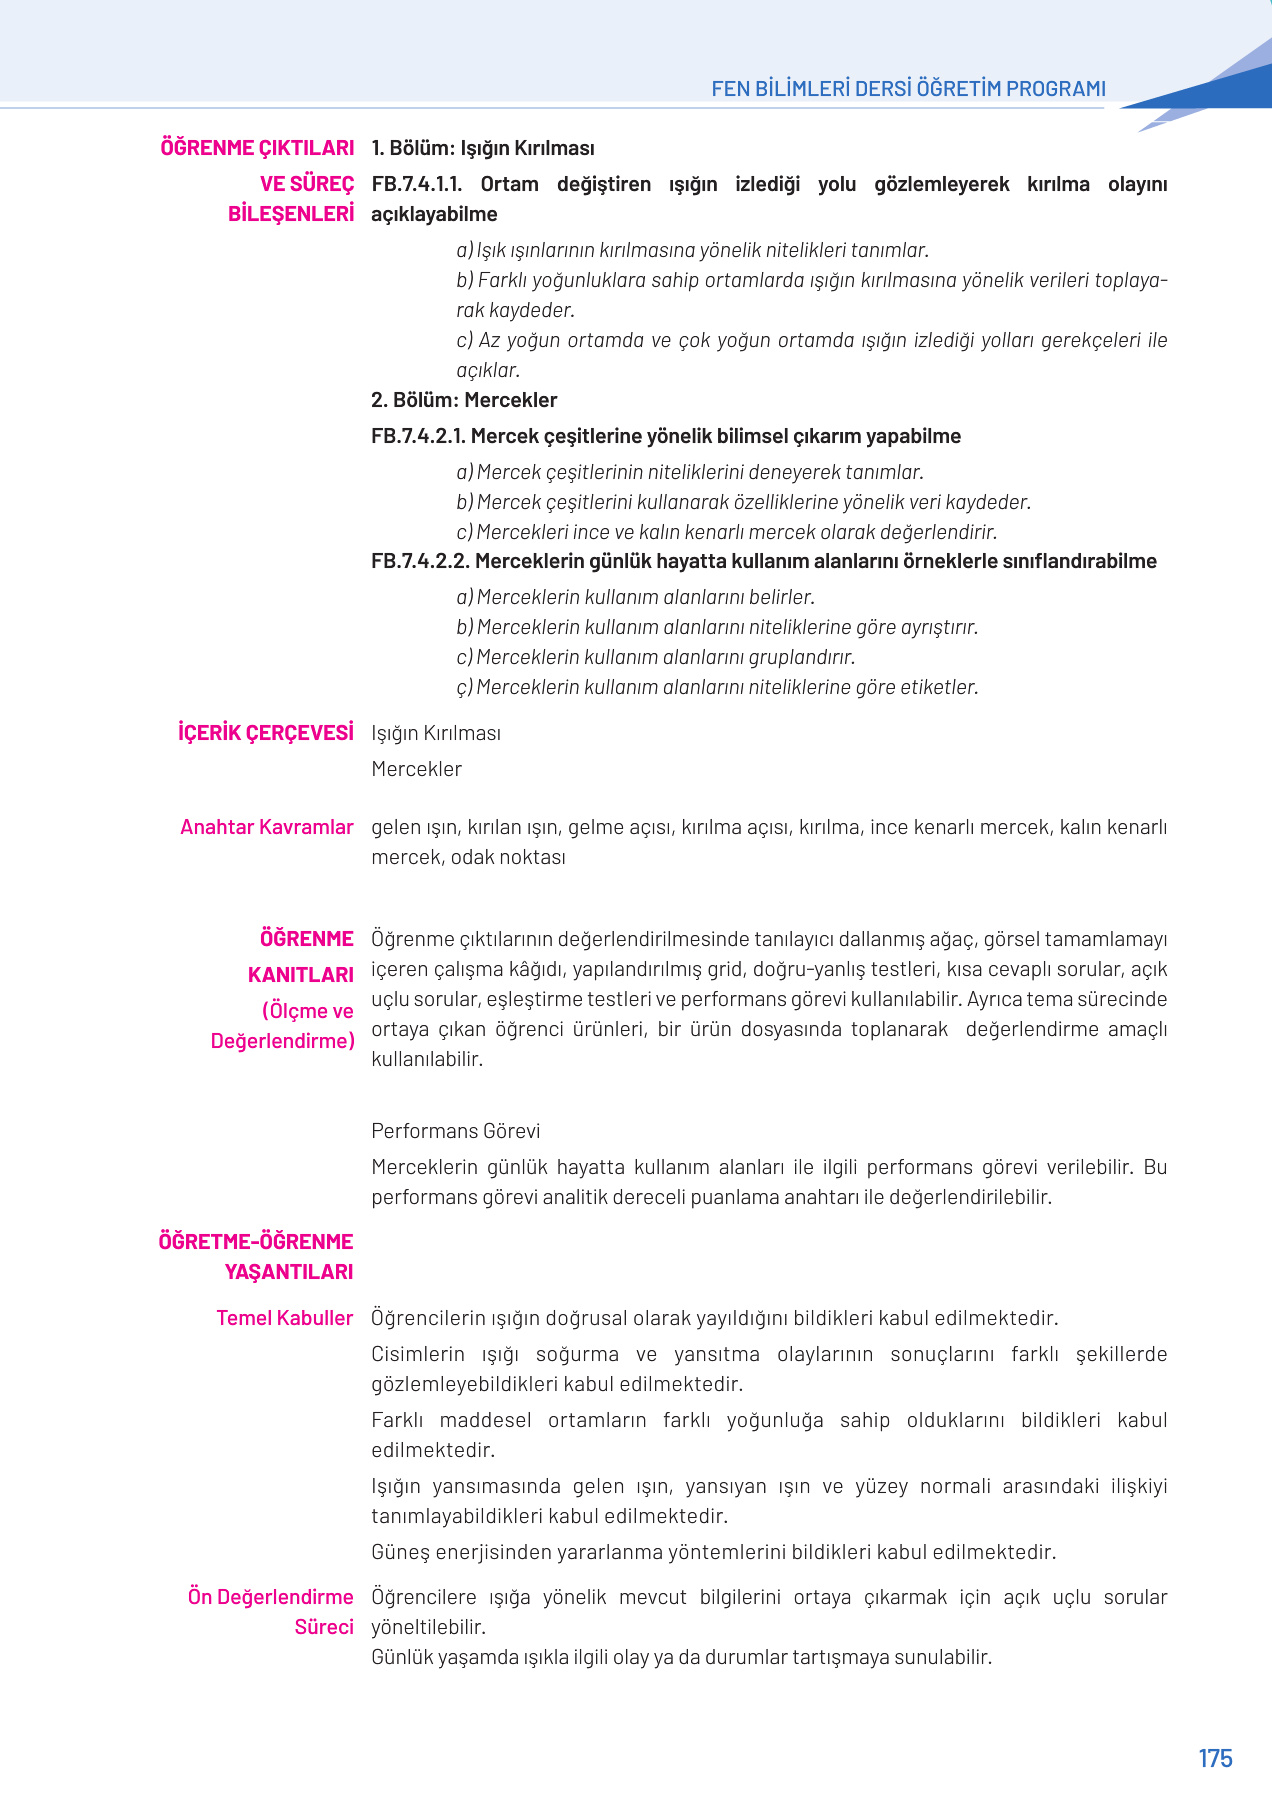 FEN BİLİMLERİ DERSİ ÖĞRETİM PROGRAMI
ÖĞRENME ÇIKTILARI
VE SÜREÇ
BİLEŞENLERİ
1. Bölüm: Işığın Kırılması
FB.7.4.1.1. Ortam değiştiren ışığın izlediği yolu gözlemleyerek kırılma olayını
açıklayabilme
a) Işık ışınlarının kırılmasına yönelik nitelikleri tanımlar.
b) Farklı yoğunluklara sahip ortamlarda ışığın kırılmasına yönelik verileri toplaya-
rak kaydeder.
c) Az yoğun ortamda ve çok yoğun ortamda ışığın izlediği yolları gerekçeleri ile
açıklar.
2. Bölüm: Mercekler
FB.7.4.2.1. Mercek çeşitlerine yönelik bilimsel çıkarım yapabilme
a) Mercek çeşitlerinin niteliklerini deneyerek tanımlar.
b) Mercek çeşitlerini kullanarak özelliklerine yönelik veri kaydeder.
c) Mercekleri ince ve kalın kenarlı mercek olarak değerlendirir.
FB.7.4.2.2. Merceklerin günlük hayatta kullanım alanlarını örneklerle sınıflandırabilme
a) Merceklerin kullanım alanlarını belirler.
b) Merceklerin kullanım alanlarını niteliklerine göre ayrıştırır.
c) Merceklerin kullanım alanlarını gruplandırır.
ç) Merceklerin kullanım alanlarını niteliklerine göre etiketler.
İÇERİK ÇERÇEVESİ
Işığın Kırılması
Mercekler
Anahtar Kavramlar
gelen ışın, kırılan ışın, gelme açısı, kırılma açısı, kırılma, ince kenarlı mercek, kalın kenarlı
mercek, odak noktası
ÖĞRENME
KANITLARI
(Ölçme ve
Değerlendirme)
Öğrenme çıktılarının değerlendirilmesinde tanılayıcı dallanmış ağaç, görsel tamamlamayı
içeren çalışma kâğıdı, yapılandırılmış grid, doğru-yanlış testleri, kısa cevaplı sorular, açık
uçlu sorular, eşleştirme testleri ve performans görevi kullanılabilir. Ayrıca tema sürecinde
ortaya çıkan öğrenci ürünleri, bir ürün dosyasında toplanarak değerlendirme amaçlı
kullanılabilir.
Performans Görevi
Merceklerin günlük hayatta kullanım alanları ile ilgili performans görevi verilebilir. Bu
performans görevi analitik dereceli puanlama anahtarı ile değerlendirilebilir.
ÖĞRETME-ÖĞRENME
YAŞANTILARI
Temel Kabuller
Öğrencilerin ışığın doğrusal olarak yayıldığını bildikleri kabul edilmektedir.
Cisimlerin ışığı soğurma ve yansıtma olaylarının sonuçlarını farklı şekillerde
gözlemleyebildikleri kabul edilmektedir.
Farklı maddesel ortamların farklı yoğunluğa sahip olduklarını bildikleri kabul
edilmektedir.
Işığın yansımasında gelen ışın, yansıyan ışın ve yüzey normali arasındaki ilişkiyi
tanımlayabildikleri kabul edilmektedir.
Güneş enerjisinden yararlanma yöntemlerini bildikleri kabul edilmektedir.
Ön Değerlendirme
Süreci
Öğrencilere ışığa yönelik mevcut bilgilerini ortaya çıkarmak için açık uçlu sorular
yöneltilebilir.
Günlük yaşamda ışıkla ilgili olay ya da durumlar tartışmaya sunulabilir.
175